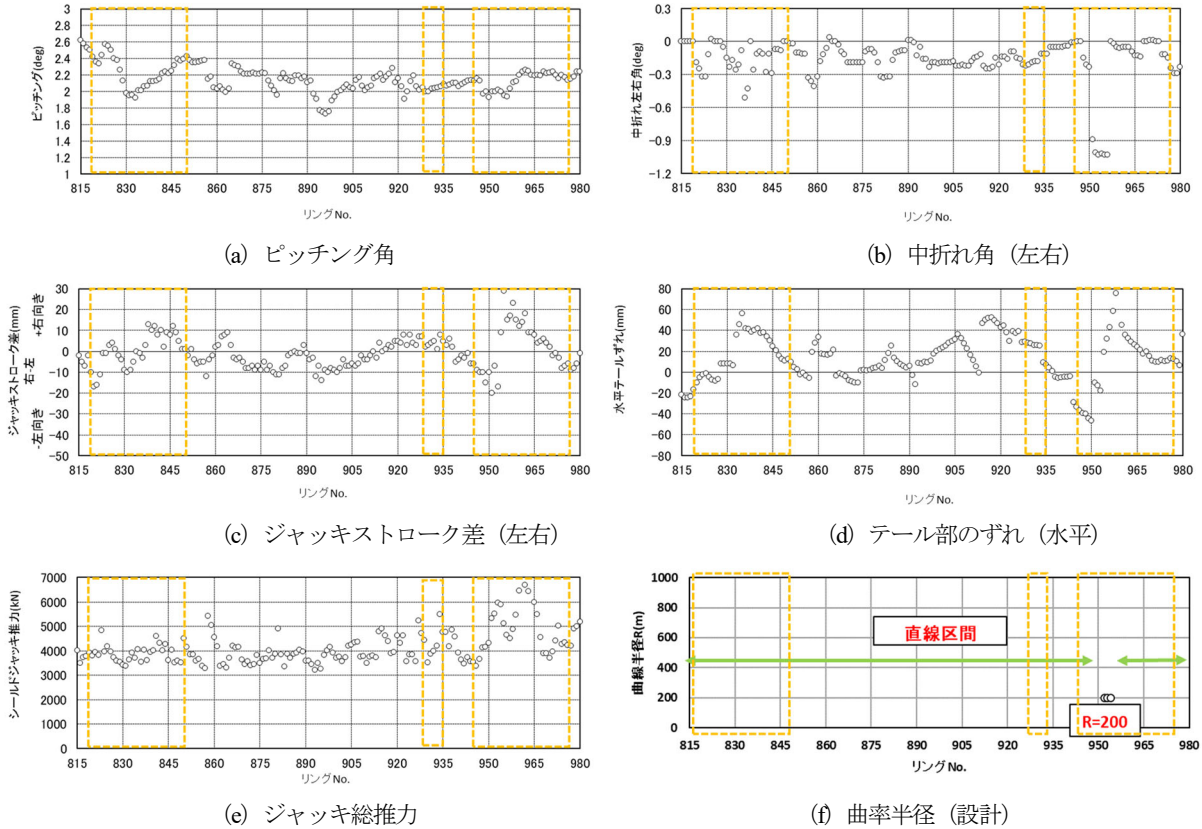 3
2.8
2.6
2.4
2.2
2
1.8
1.6
1.4
1.2
1
ピッチング(deg)
815 830 845 860 875 890 905 920 935 950 965 980
リングNo.
(a) ピッチング角
0.3
0
-0.3
-0.6
-0.9
-1.2
中折れ左右角(deg)
815 830 845 860 875 890 905 920 935 950 965 980
リングNo.
(b) 中折れ角(左右)
30
20
10
0
-10
-20
-30
-40
-50
ジャッキストローク差(mm)
右-左
-左向き +右向き
815 830 845 860 875 890 905 920 935 950 965 980
リングNo.
(c) ジャッキストローク差(左右)
80
60
40
20
0
-20
-40
-60
-80
水平テールずれ(mm)
815 830 845 860 875 890 905 920 935 950 965 980
リングNo.
(d) テール部のずれ(水平)
7000
6000
5000
4000
3000
2000
1000
0
シールドジャッキ推力(kN)
815 830 845 860 875 890 905 920 935 950 965 980
リングNo.
(e) ジャッキ総推力
1000
800
600
400
200
0
曲線半径R(m)
直線区間
R=200
815 830 845 860 875 890 905 920 935 950 965 980
リングNo.
(f) 曲率半径(設計)